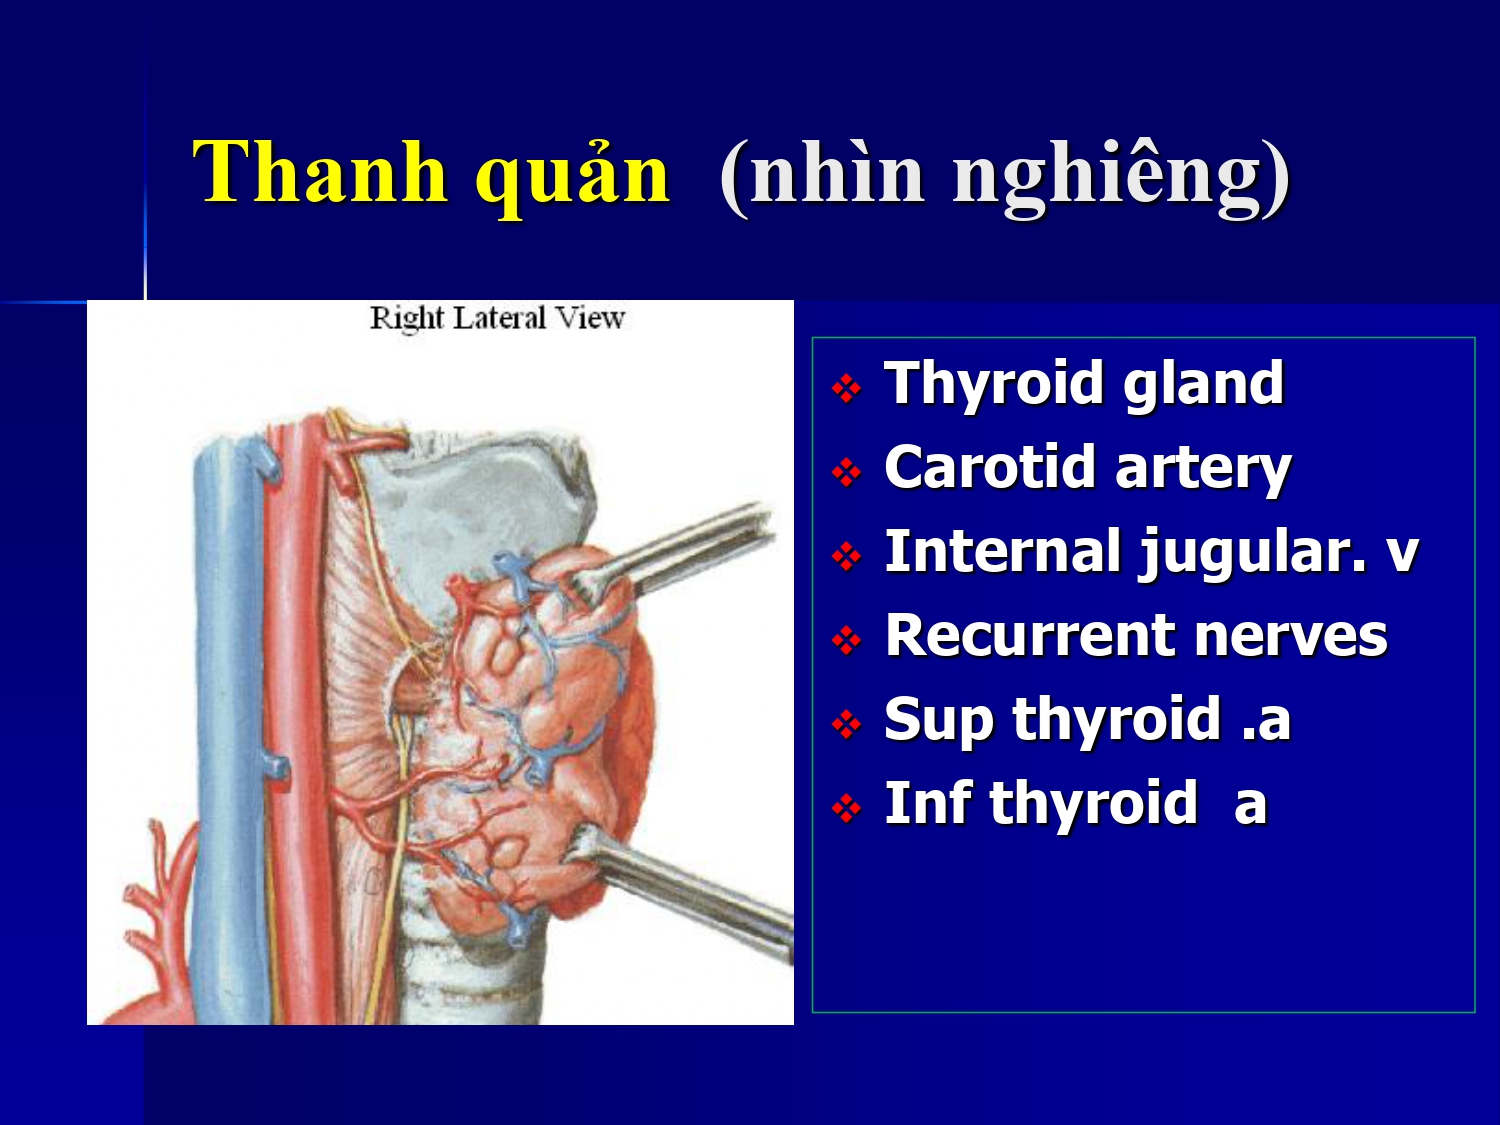 Thanh quản (nhìn nghiêng)
Right Lateral View
Thyroid gland
Carotid artery
Internal jugular. v
Recurrent nerves
Sup thyroid .a
Inf thyroid a